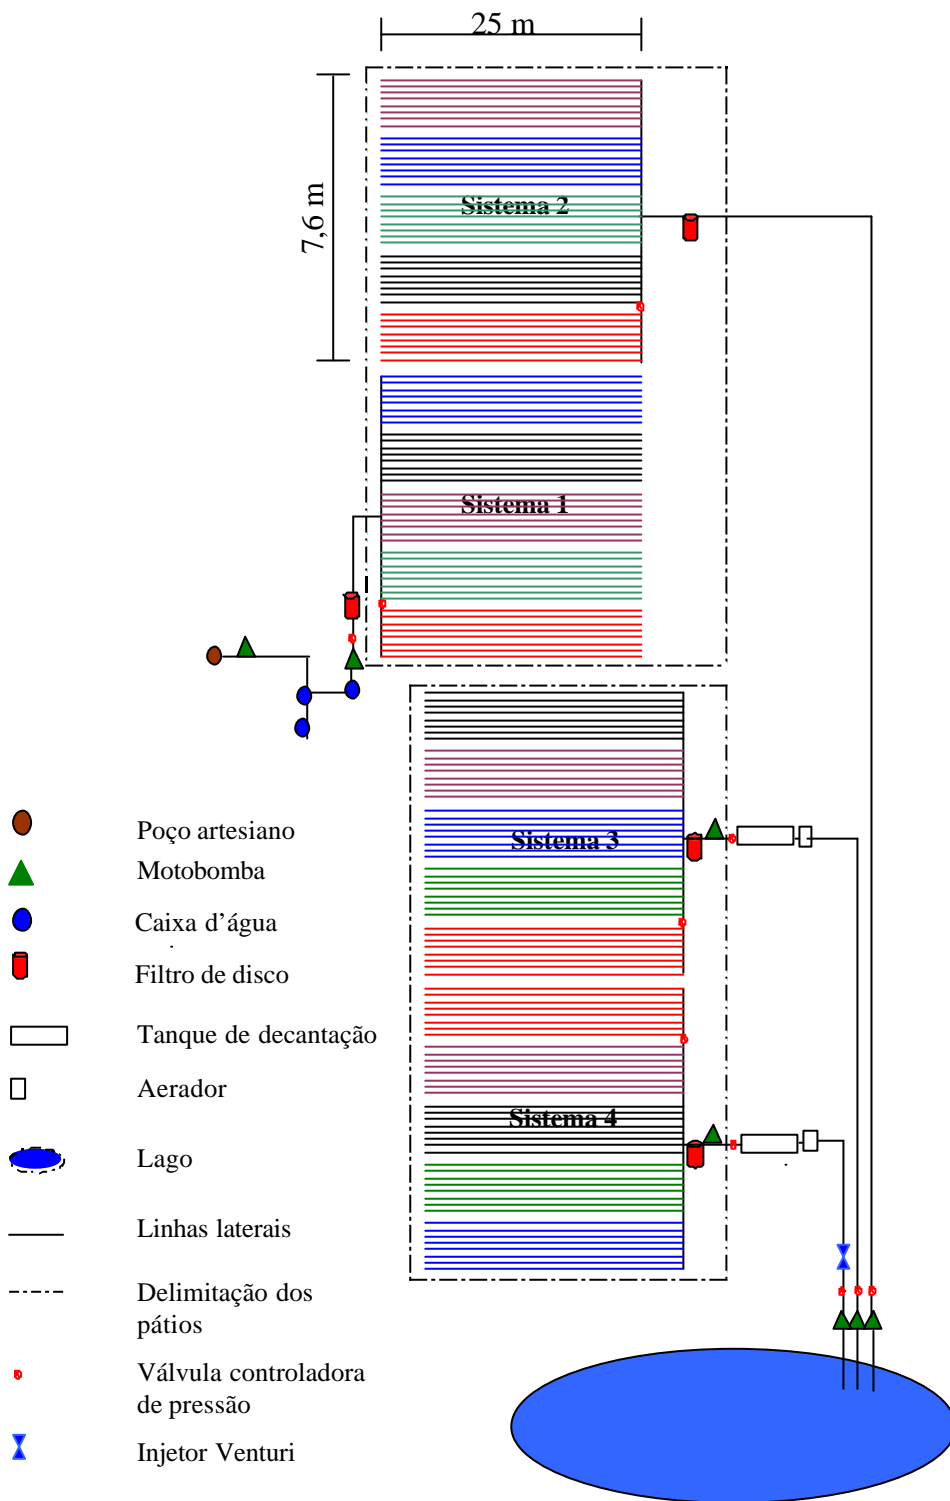 25 m
7,6 m
Sistema 2
Sistema 1
Sistema 3
Sistema 4
Poço artesiano
Motobomba
Caixa d’água
Filtro de disco
Tanque de decantação
Aerador
Lago
Linhas laterais
Delimitação dos
pátios
Válvula controladora
de pressão
Injetor Venturi